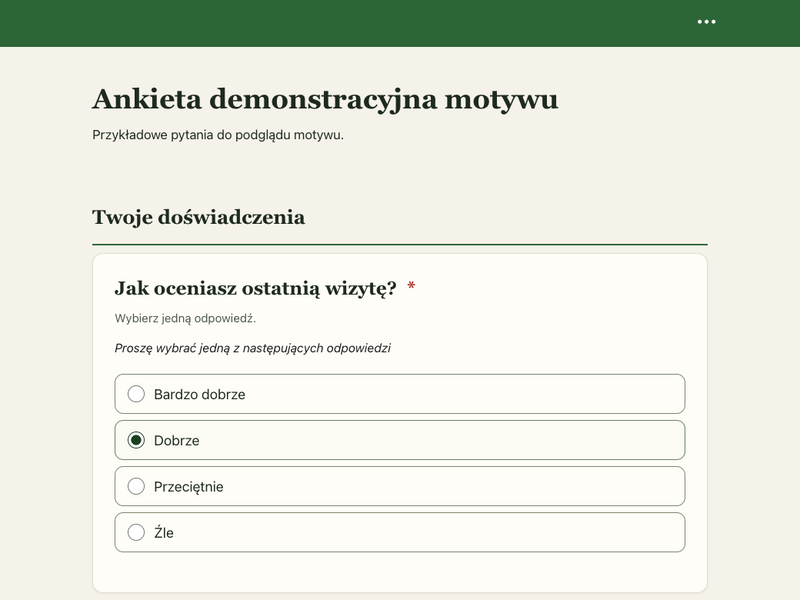 Ankieta demonstracyjna motywu
Przykładowe pytania do podglądu motywu.
Twoje doświadczenia
Jak oceniasz ostatnią wizytę? *
Wybierz jedną odpowiedź.
Proszę wybrać jedną z następujących odpowiedzi
Bardzo dobrze
Dobrze
Przeciętnie
Źle